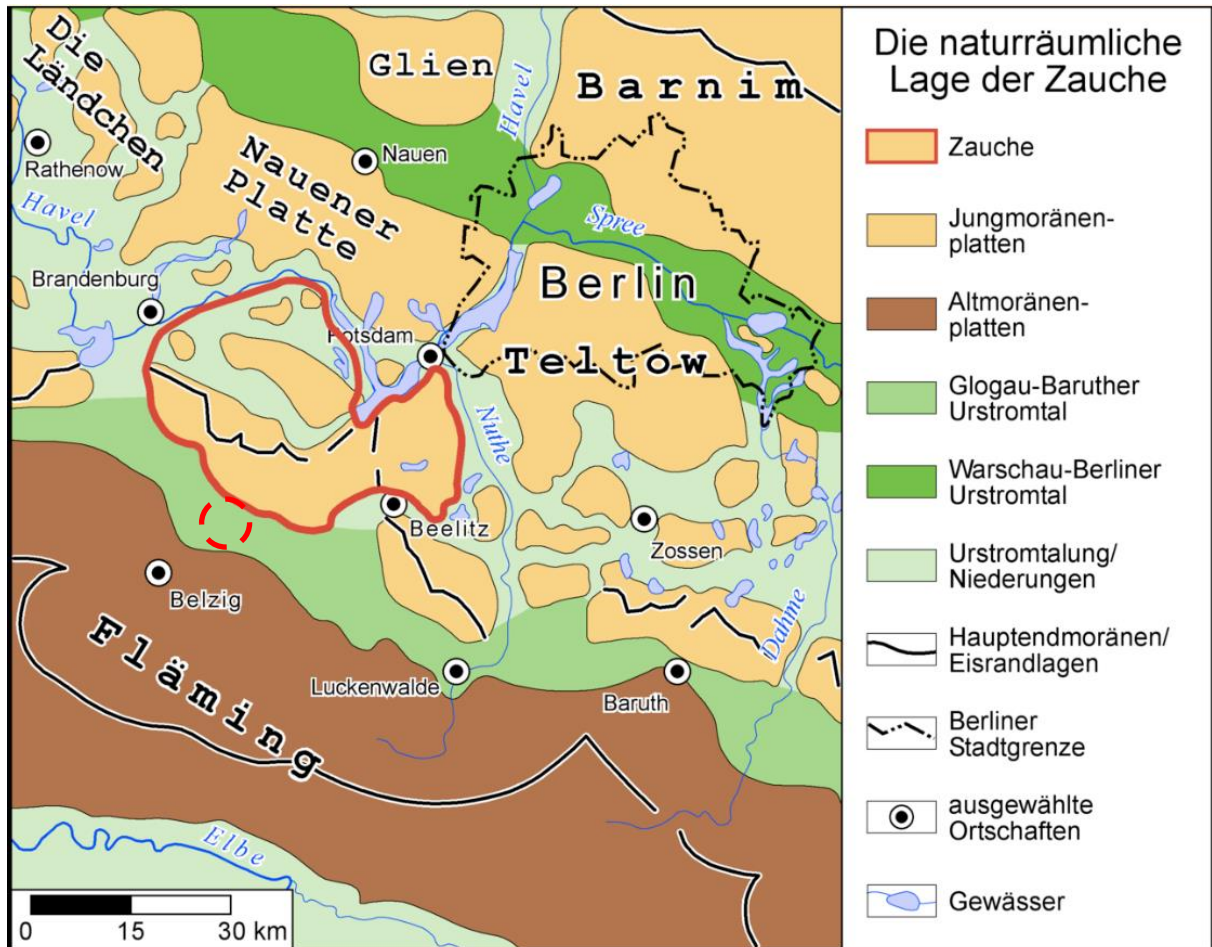 Die
Ländchen
Glien
Havel
Barnim
Rathenow
Nauen
Nauener
Platte
Havel
Spree
Brandenburg
Berlin
Potsdam
Teltow
Nuthe
Beelitz
Zossen
Belzig
Dahme
Fläming
Luckenwalde
Baruth
Elbe
0 15 30 km
Die naturräumliche
Lage der Zauche
Zauche
Jungmoränen-
platten
Altmoränen-
platten
Glogau-Baruther
Urstromtal
Warschau-Berliner
Urstromtal
Urstromtalung/
Niederungen
Hauptendmoränen/
Eisrandlagen
Berliner
Stadtgrenze
ausgewählte
Ortschaften
Gewässer